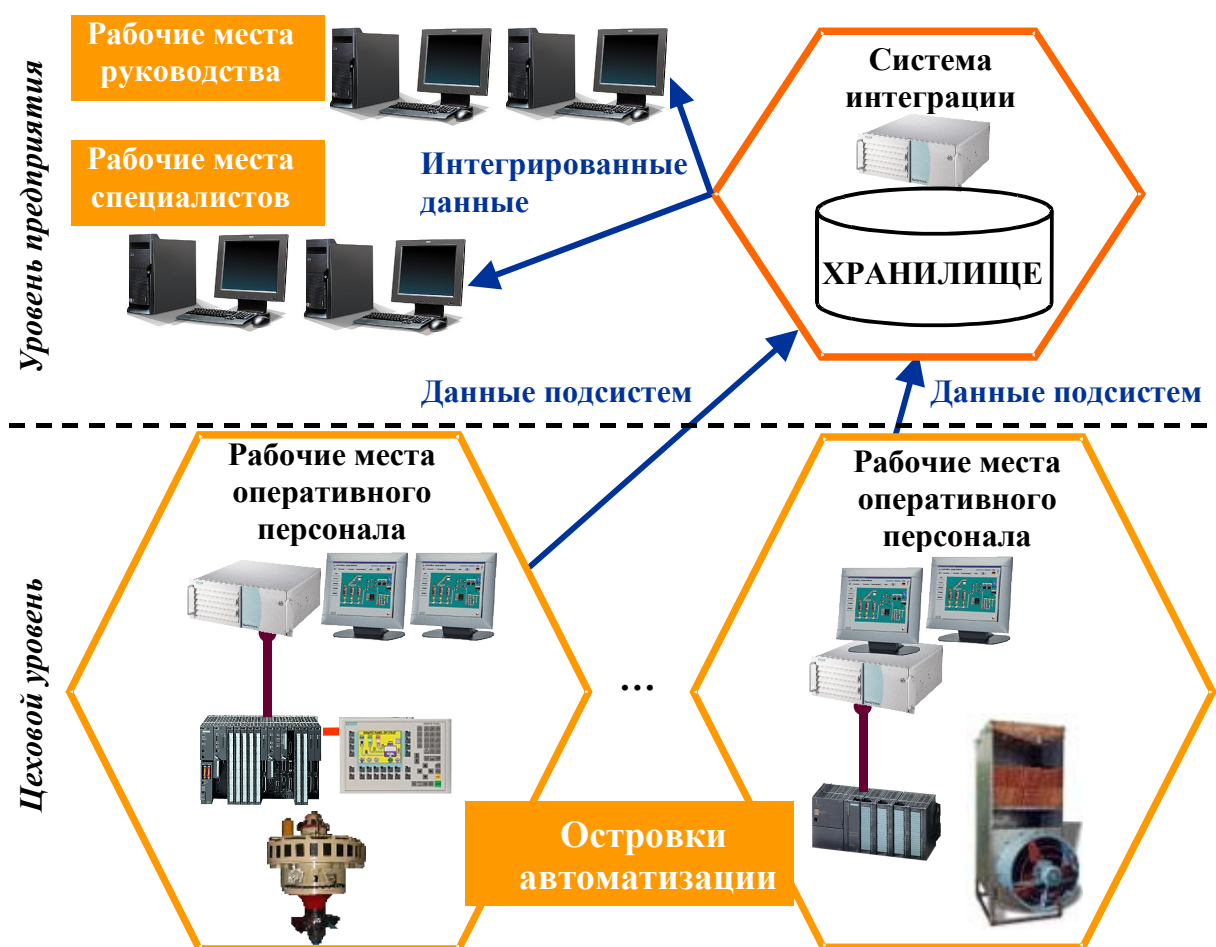 Уровень предприятия
Рабочие места
руководства
Рабочие места
специалистов
Интегрированные
данные
Система
интеграции
ХРАНИЛИЩЕ
Данные подсистем
Данные подсистем
Цеховой уровень
Рабочие места
оперативного
персонала
...
Рабочие места
оперативного
персонала
Островки
автоматизации